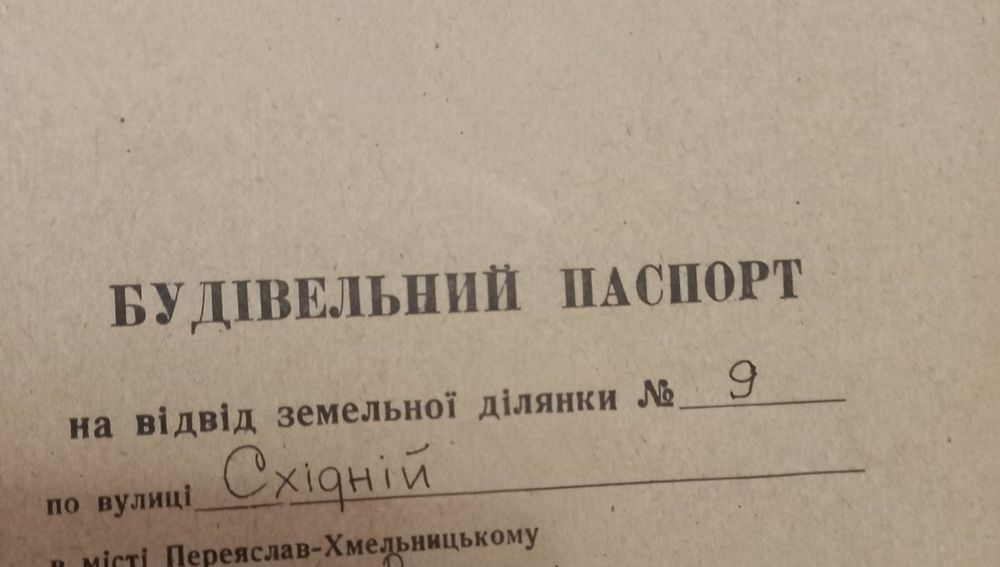 БУДІВЕЛЬНИЙ ПАСПОРТ
на відвід земельної ділянки № 9
по вулиці Східній
в місті Переяслав-Хмельницькому